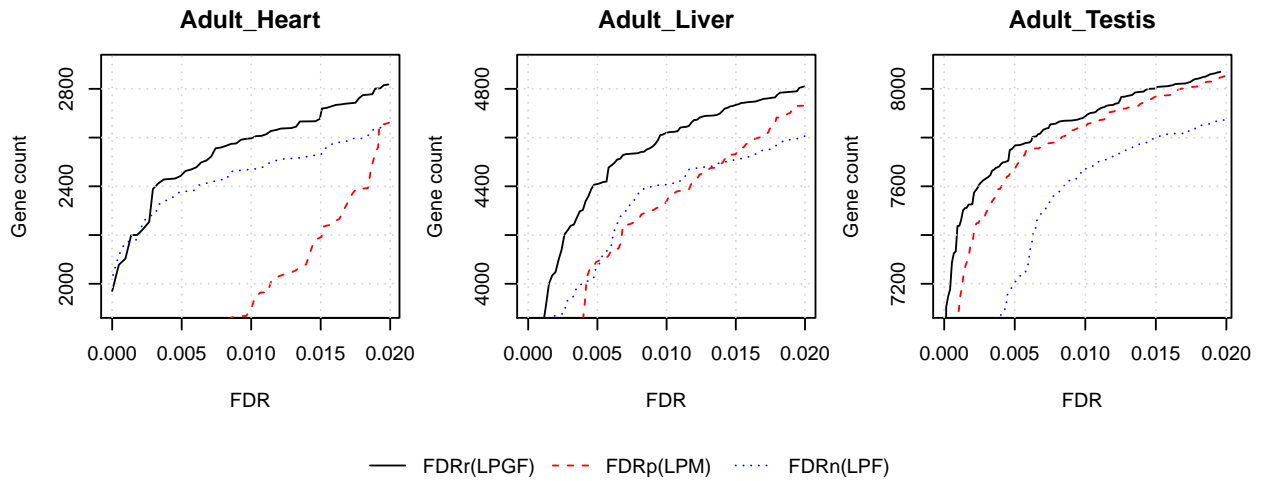 Adult_Heart
Gene count
2800
2400
2000
0.000 0.005 0.010 0.015 0.020
FDR
Adult_Liver
Gene count
4800
4400
4000
0.000 0.005 0.010 0.015 0.020
FDR
Adult_Testis
Gene count
8000
7600
7200
0.000 0.005 0.010 0.015 0.020
FDR
FDRr(LPGF) FDRp(LPM) FDRn(LPF)